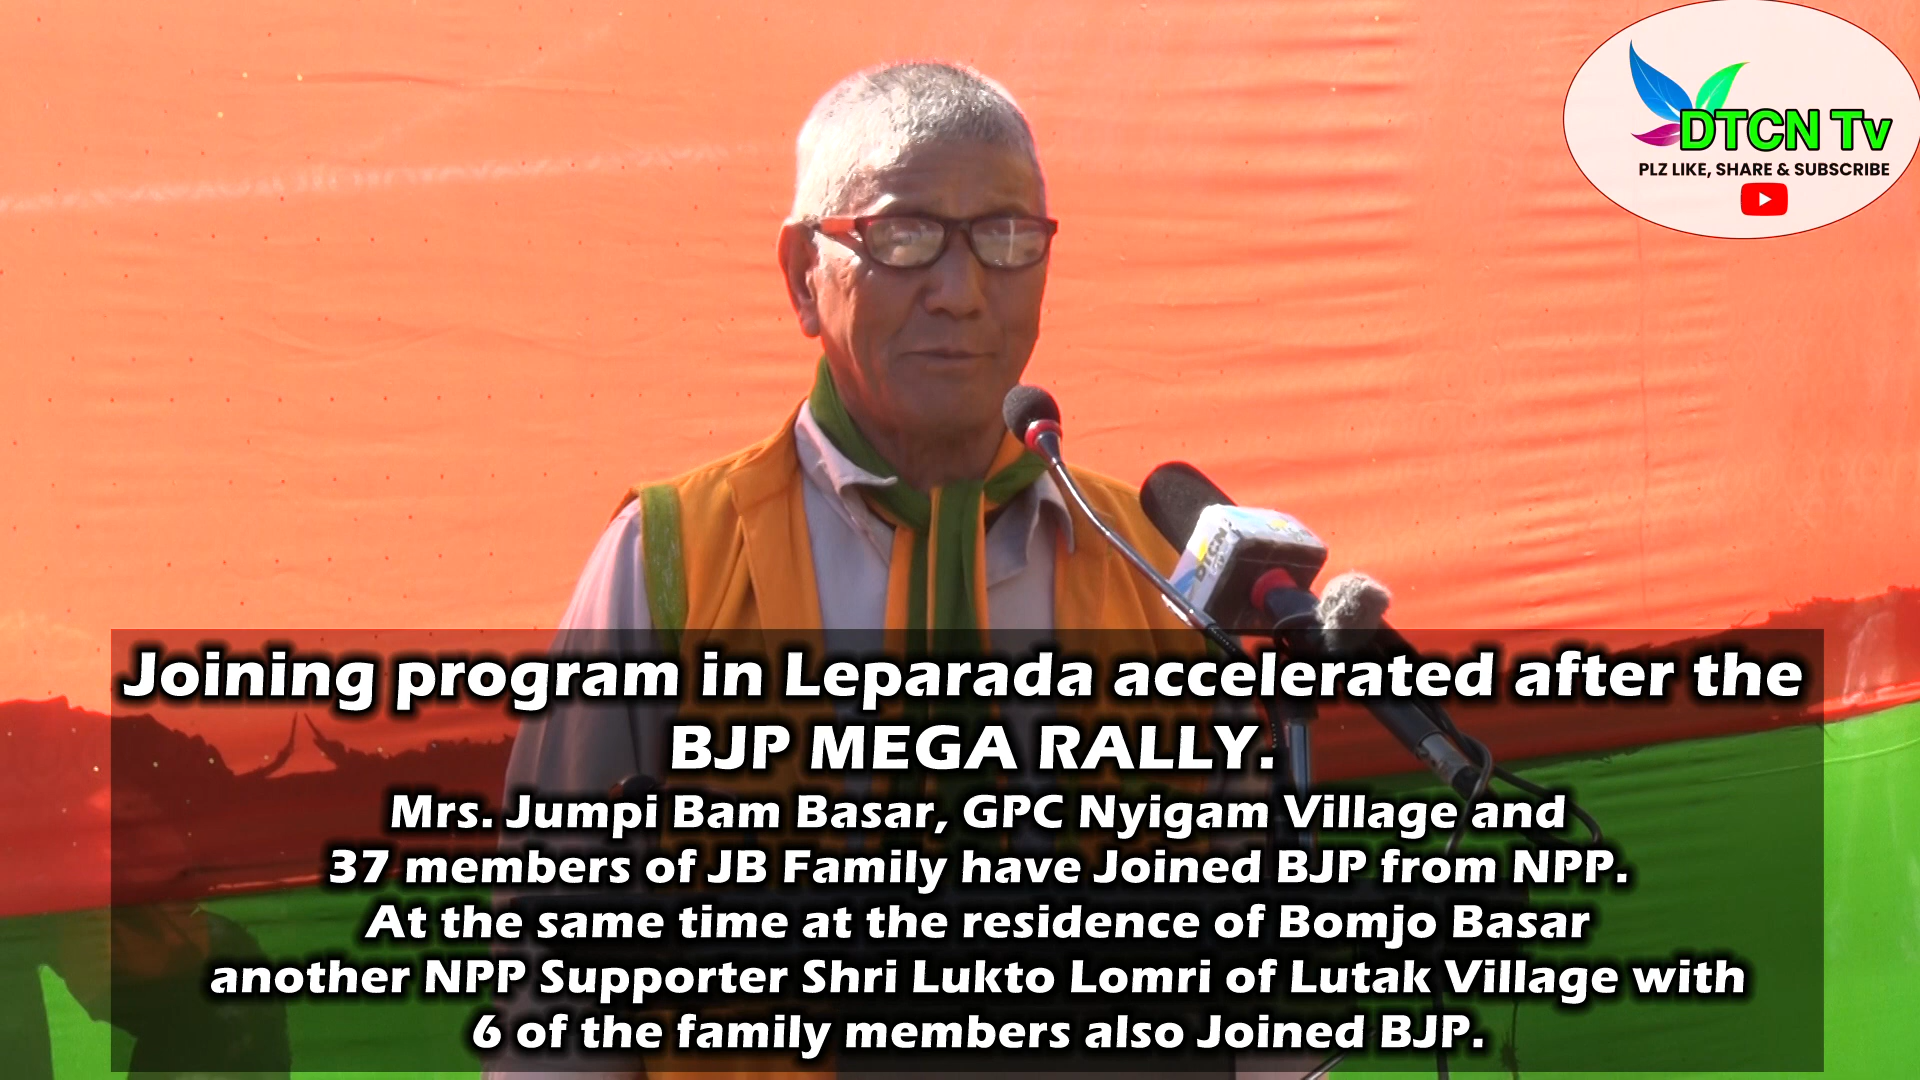 DTCN Tv
PLZ LIKE, SHARE & SUBSCRIBE
DTCN
Joining program in Leparada accelerated after the
BJP MEGA RALLY.
Mrs. Jumpi Bam Basar, GPC Nyigam Village and
37 members of JB Family have Joined BJP from NPP.
At the same time at the residence of Bomjo Basar
another NPP Supporter Shri Lukto Lomri of Lutak Village with
6 of the family members also Joined BJP.